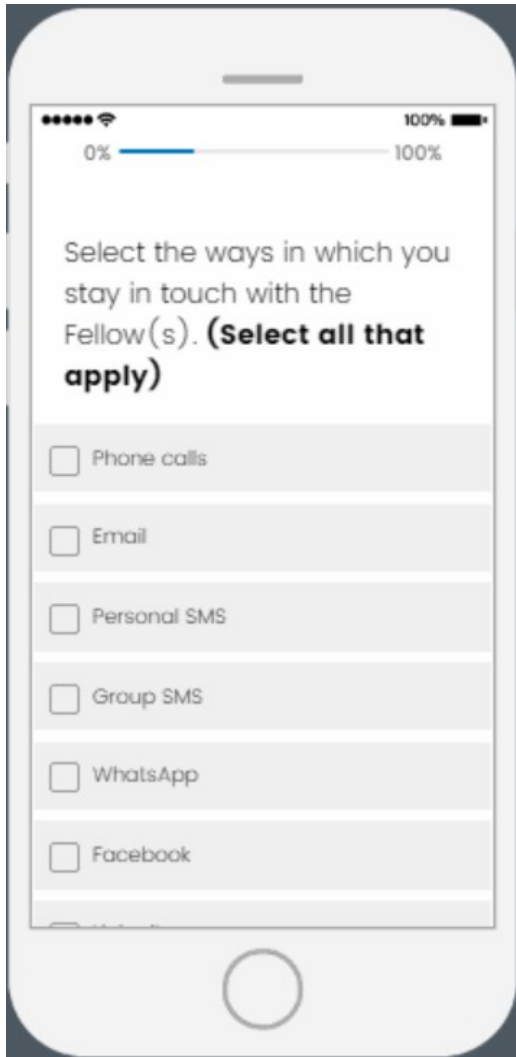 100%
0% 100%
Select the ways in which you
stay in touch with the
Fellow(s). (Select all that
apply)
Phone calls
Email
Personal SMS
Group SMS
WhatsApp
Facebook